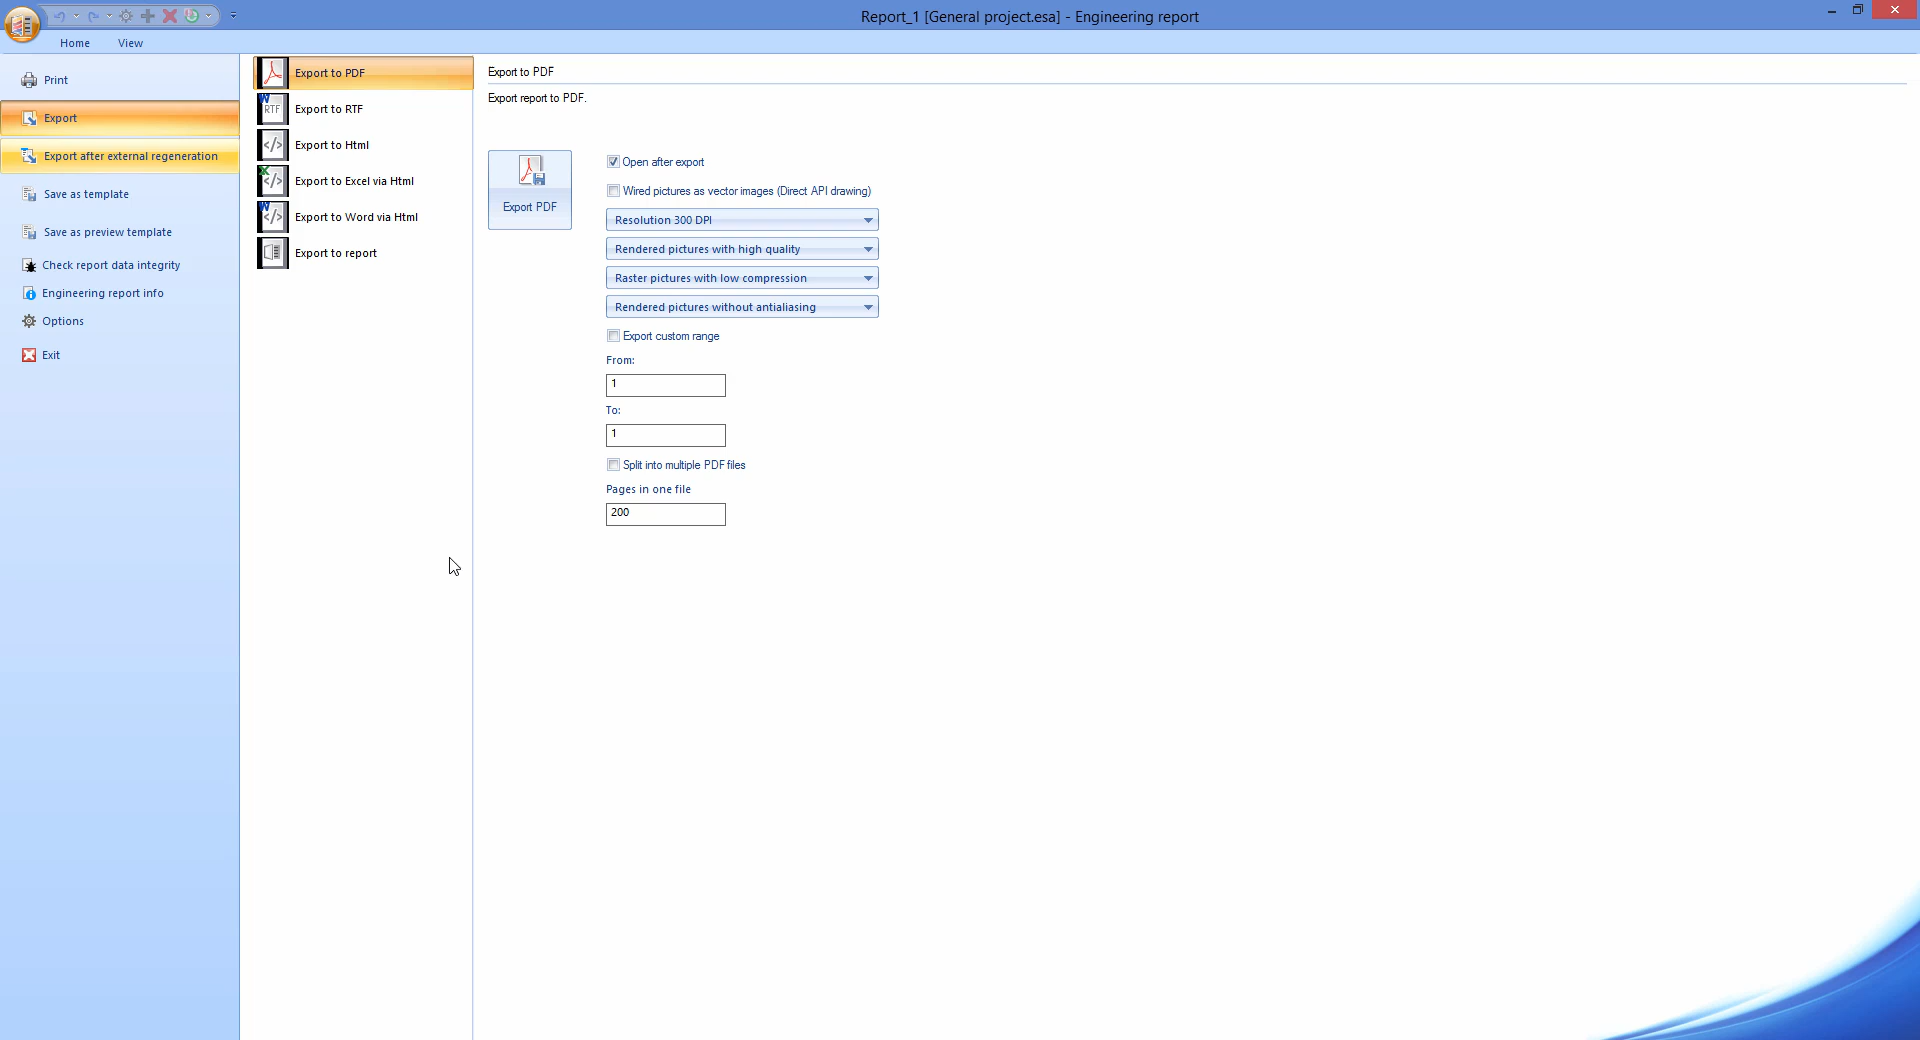 Report_1 [General project.esa] - Engineering report
Home
View
Print
Export
Export after external regeneration
Save as template
Save as preview template
Check report data integrity
Engineering report info
Options
Exit
Export to PDF
RTF
Export to RTF
Export to Html
Export to Excel via Html
Export to Word via Html
Export to report
Export to PDF
Export report to PDF.
Export PDF
Open after export
Wired pictures as vector images (Direct API drawing)
Resolution 300 DPI
Rendered pictures with high quality
Raster pictures with low compression
Rendered pictures without antialiasing
Export custom range
From:
1
To:
1
Split into multiple PDF files
Pages in one file
200